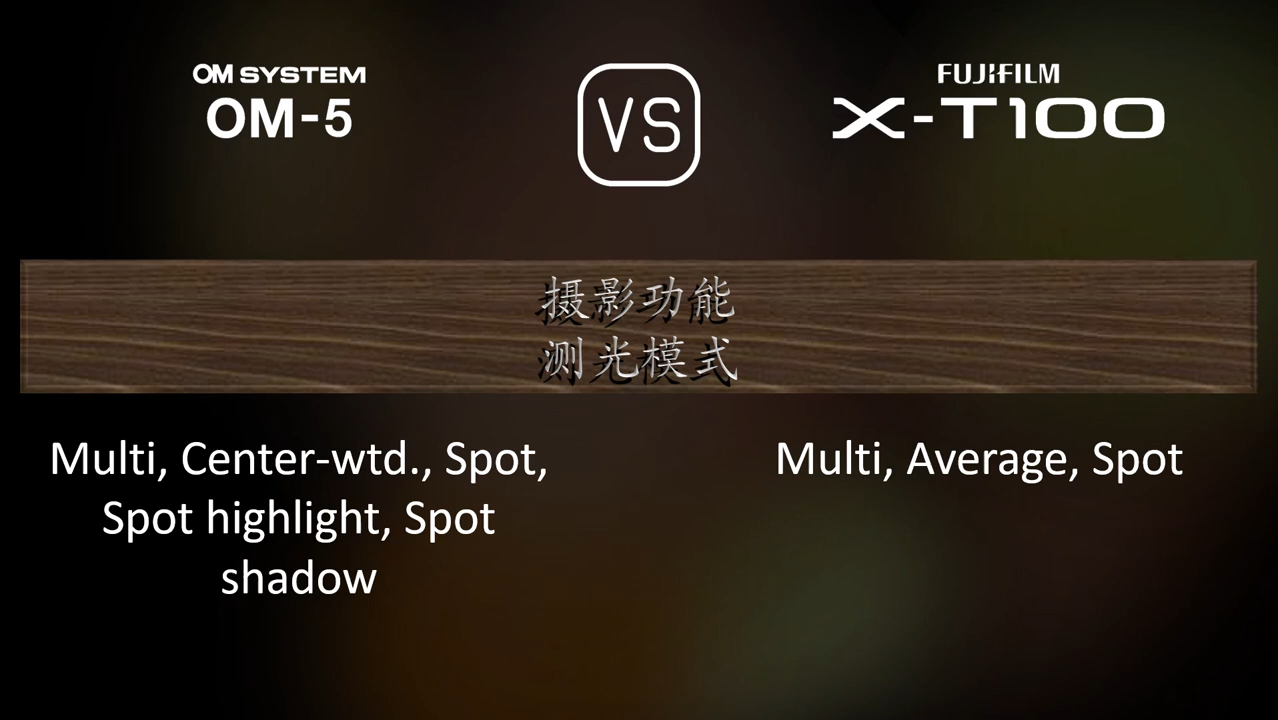 OM SYSTEM
OM-5
VS
FUJIFILM
X-T100
摄影功能
测光模式
Multi, Center-wtd., Spot,
Spot highlight, Spot
shadow
Multi, Average, Spot